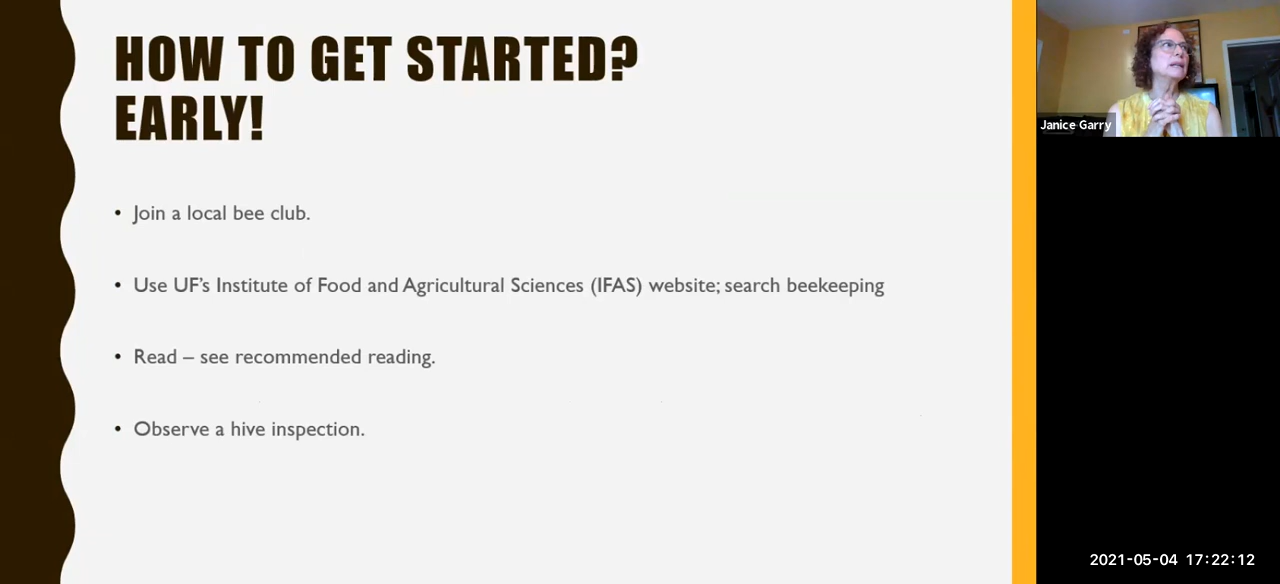 HOW TO GET STARTED?
EARLY!
• Join a local bee club.
• Use UF's Institute of Food and Agricultural Sciences (IFAS) website; search beekeeping
• Read – see recommended reading.
• Observe a hive inspection.
Janice Garry
2021-05-04 17:22:12